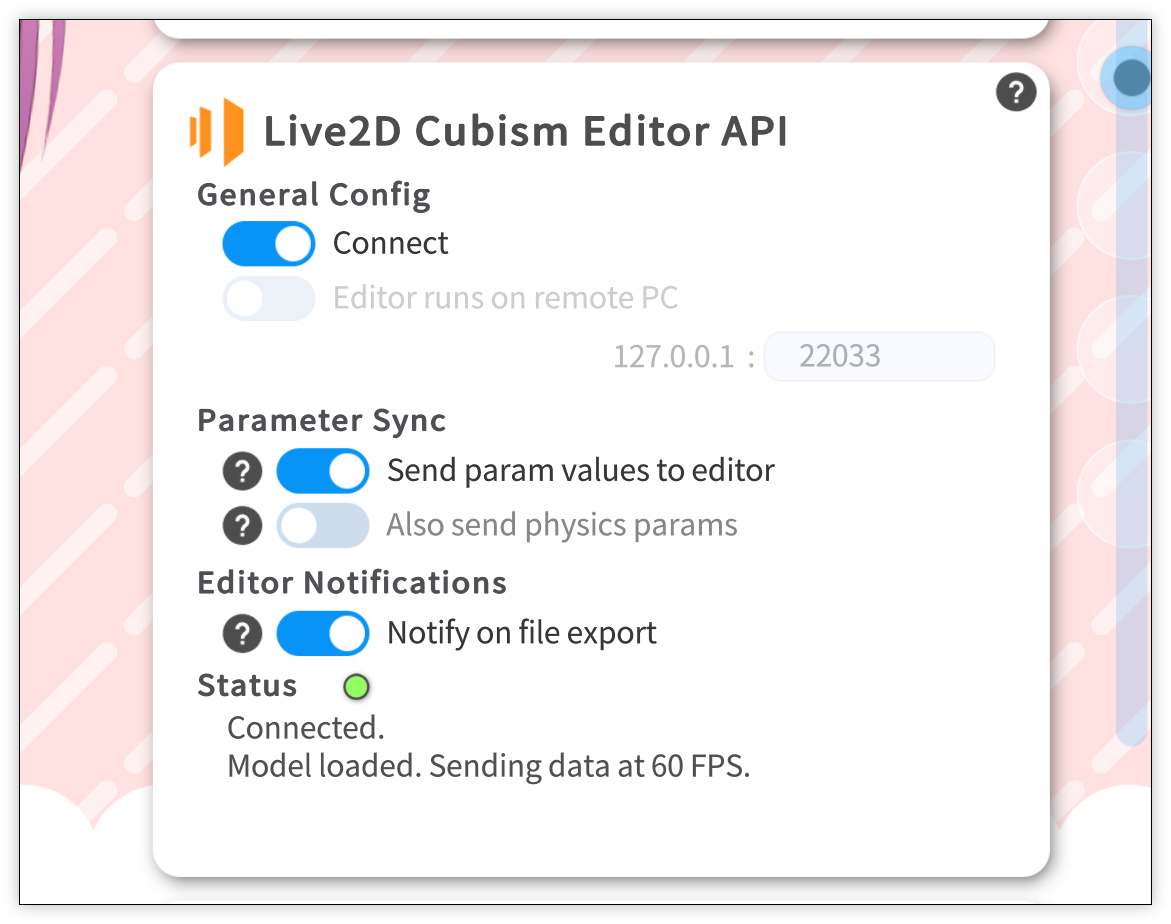 ?
Live2D Cubism Editor API
General Config
Connect
Editor runs on remote PC
127.0.0.1 : 22033
Parameter Sync
? Send param values to editor
? Also send physics params
Editor Notifications
? Notify on file export
Status
Connected.
Model loaded. Sending data at 60 FPS.